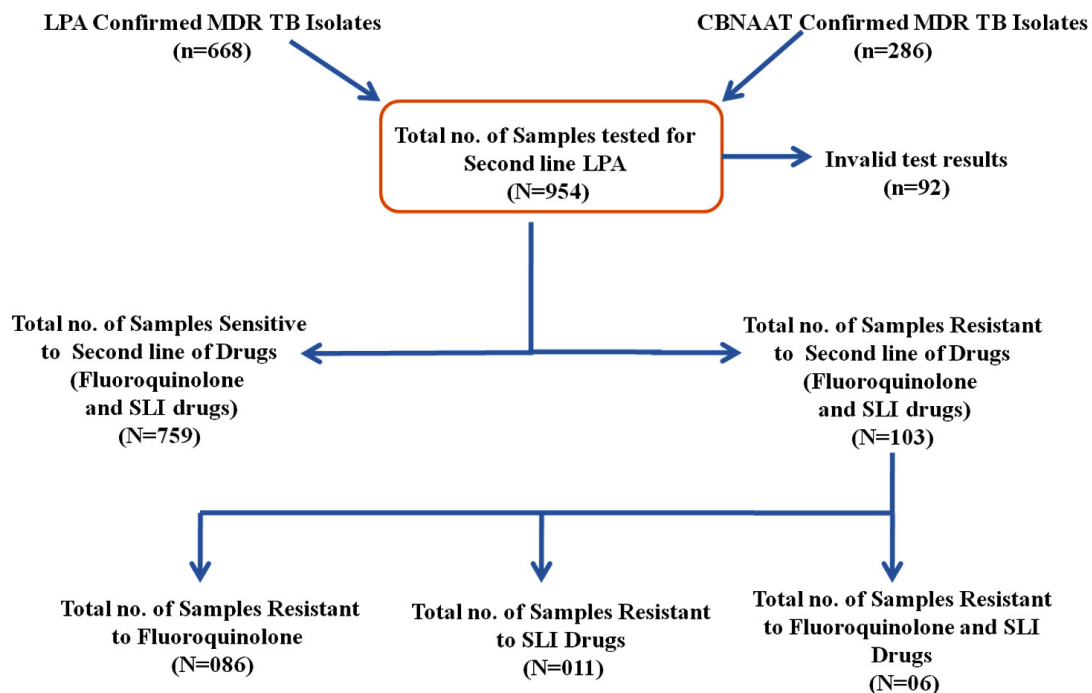 LPA Confirmed MDR TB Isolates
(n=668)
CBNAAT Confirmed MDR TB Isolates
(n=286)
Total no. of Samples tested for
Second line LPA
(N=954)
Invalid test results
(n=92)
Total no. of Samples Sensitive
to Second line of Drugs
(Fluoroquinolone
and SLI drugs)
(N=759)
Total no. of Samples Resistant
to Second line of Drugs
(Fluoroquinolone
and SLI drugs)
(N=103)
Total no. of Samples Resistant
to Fluoroquinolone
(N=086)
Total no. of Samples Resistant
to SLI Drugs
(N=011)
Total no. of Samples Resistant
to Fluoroquinolone and SLI
Drugs
(N=06)